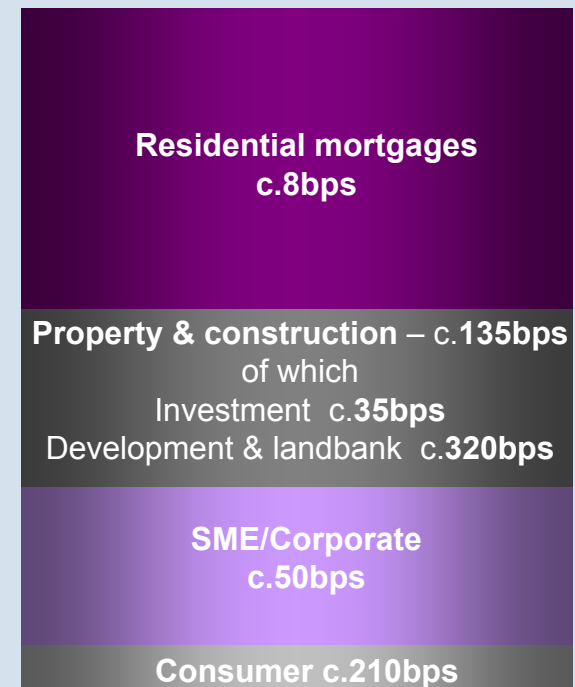 Residential mortgages
c.8bps
Property & construction – c.135bps
of which
Investment c.35bps
Development & landbank c.320bps
SME/Corporate
c.50bps
Consumer c.210bps